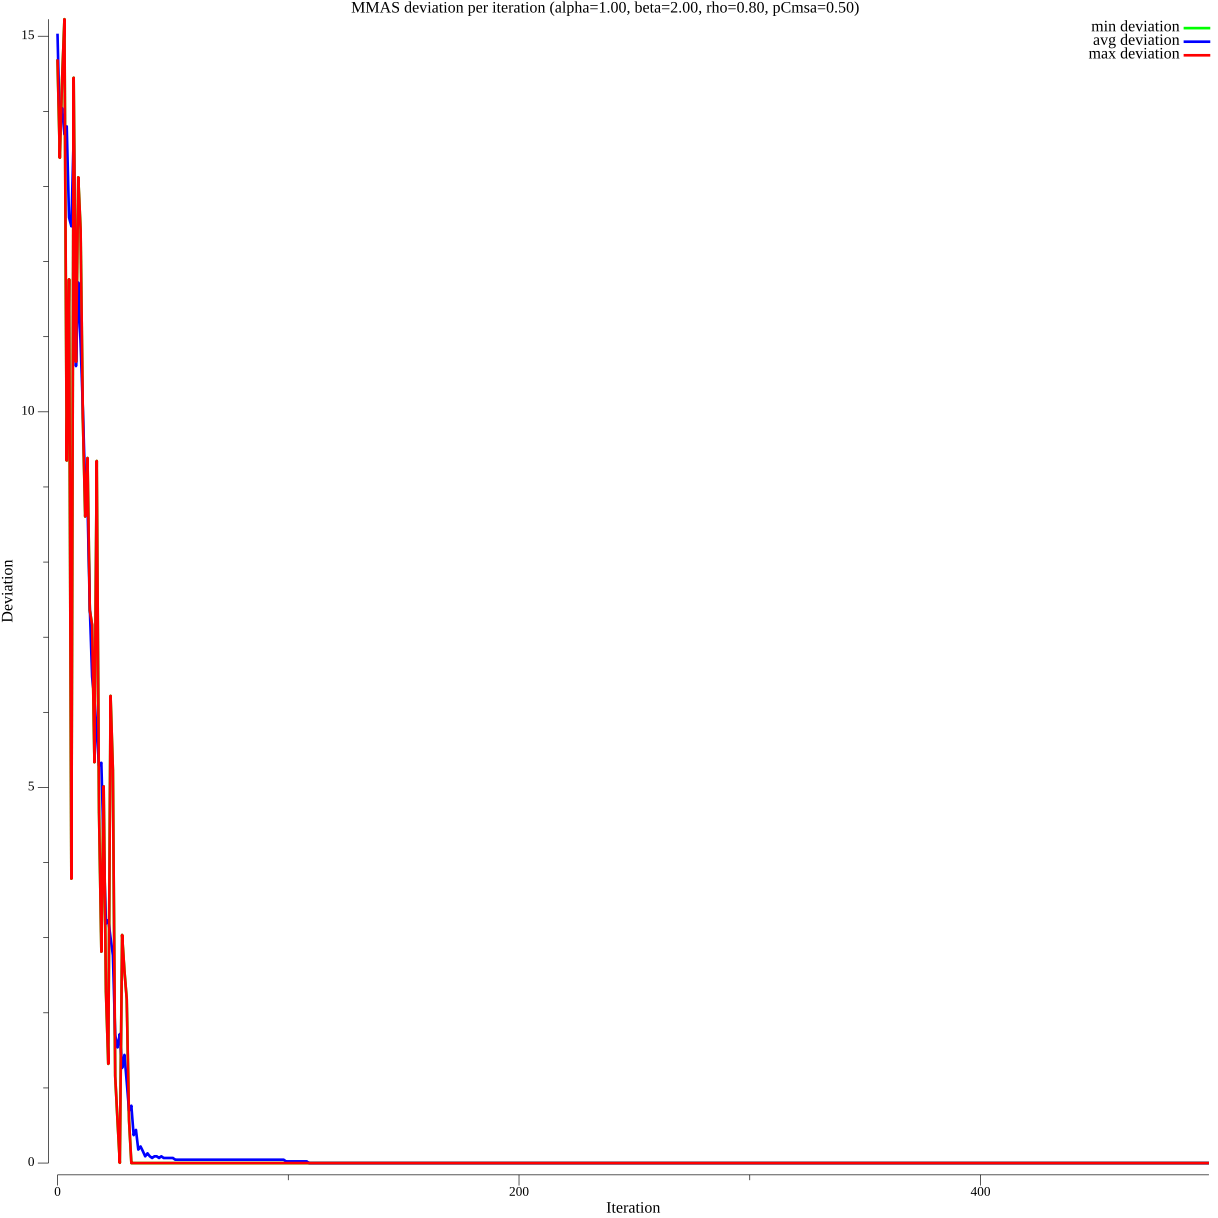 MMAS deviation per iteration (alpha=1.00, beta=2.00, rho=0.80, pCmsa=0.50)
min deviation
avg deviation
max deviation
15
10
5
0
Deviation
0
200
400
Iteration